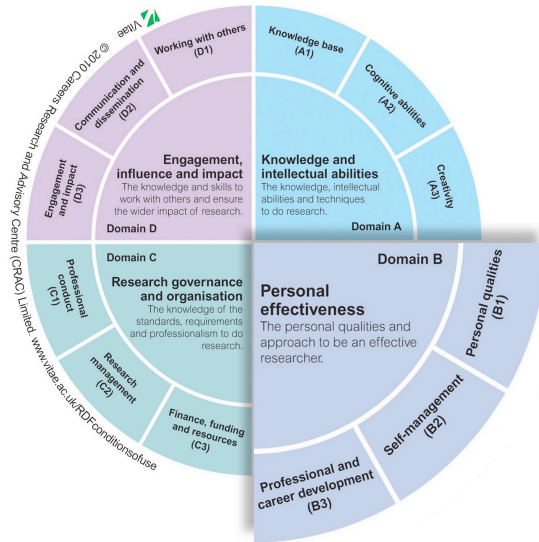 Vitae
© 2010 Careers Research and Advisory Centre (CRAC) Limited. www.vitae.ac.uk/RDFconditionsofuse
Working with others
(D1)
Communication and
dissemination
(D2)
Engagement
and impact
(D3)
Engagement,
influence and impact
The knowledge and skills to
work with others and ensure
the wider impact of research.
Domain D
Knowledge base
(A1)
Cognitive abilities
(A2)
Creativity
(A3)
Knowledge and
intellectual abilities
The knowledge, intellectual
abilities and techniques
to do research.
Domain A
Domain C
Research governance
and organisation
The knowledge of the
standards, requirements
and professionalism to do
research.
Professional
conduct
(C1)
Research
management
(C2)
Finance, funding
and resources
(C3)
Domain B
Personal
effectiveness
The personal qualities and
approach to be an effective
researcher.
Personal qualities
(B1)
Self-management
(B2)
Professional and
career development
(B3)